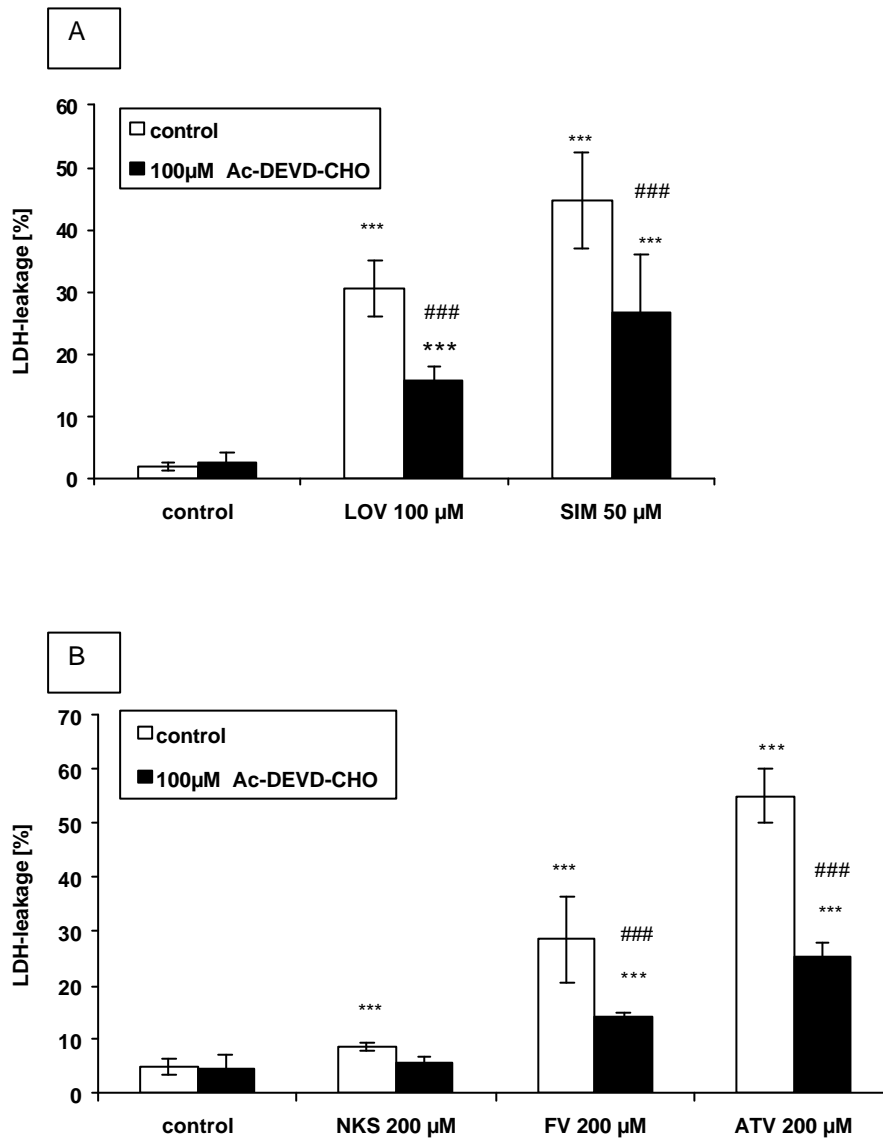 A
60
50
40
30
20
10
0
LDH-leakage [%]
control
100µM Ac-DEVD-CHO
***
###
***
***
###
***
control LOV 100 µM SIM 50 µM
B
70
60
50
40
30
20
10
0
LDH-leakage [%]
control
100µM Ac-DEVD-CHO
***
***
###
***
***
###
***
control NKS 200 µM FV 200 µM ATV 200 µM